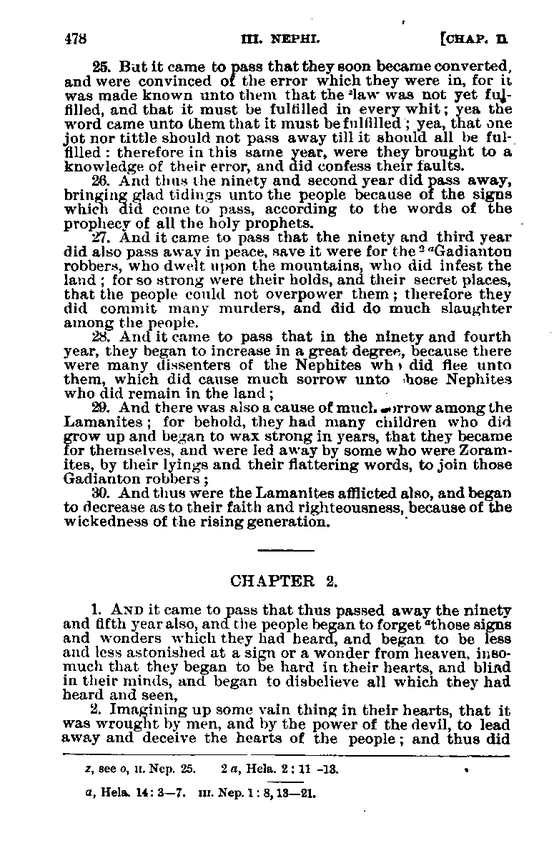 478 III. NEPHI. [CHAP. II
25. But it came to pass that they soon became converted,
and were convinced of the error which they were in, for it
was made known unto them that the ᶻlaw was not yet ful-
filled, and that it must be fulfilled in every whit; yea the
word came unto them that it must be fulfilled; yea, that one
jot nor tittle should not pass away till it should all be ful-
filled: therefore in this same year, were they brought to a
knowledge of their error, and did confess their faults.
26. And thus the ninety and second year did pass away,
bringing glad tidings unto the people because of the signs
which did come to pass, according to the words of the
prophecy of all the holy prophets.
27. And it came to pass that the ninety and third year
did also pass away in peace, save it were for the ²ᵃGadianton
robbers, who dwelt upon the mountains, who did infest the
land; for so strong were their holds, and their secret places,
that the people could not overpower them; therefore they
did commit many murders, and did do much slaughter
among the people.
28. And it came to pass that in the ninety and fourth
year, they began to increase in a great degree, because there
were many dissenters of the Nephites who did flee unto
them, which did cause much sorrow unto those Nephites
who did remain in the land;
29. And there was also a cause of much sorrow among the
Lamanites; for behold, they had many children who did
grow up and began to wax strong in years, that they became
for themselves, and were led away by some who were Zoram-
ites, by their lyings and their flattering words, to join those
Gadianton robbers;
30. And thus were the Lamanites afflicted also, and began
to decrease as to their faith and righteousness, because of the
wickedness of the rising generation.
CHAPTER 2.
1. AND it came to pass that thus passed away the ninety
and fifth year also, and the people began to forget ᵃthose signs
and wonders which they had heard, and began to be less
and less astonished at a sign or a wonder from heaven, inso-
much that they began to be hard in their hearts, and blind
in their minds, and began to disbelieve all which they had
heard and seen,
2. Imagining up some vain thing in their hearts, that it
was wrought by men, and by the power of the devil, to lead
away and deceive the hearts of the people; and thus did
z, see o, II. Nep. 25. 2 a, Hela. 2:11-13.
a, Hela. 14:3—7. III. Nep. 1:8, 13—21.